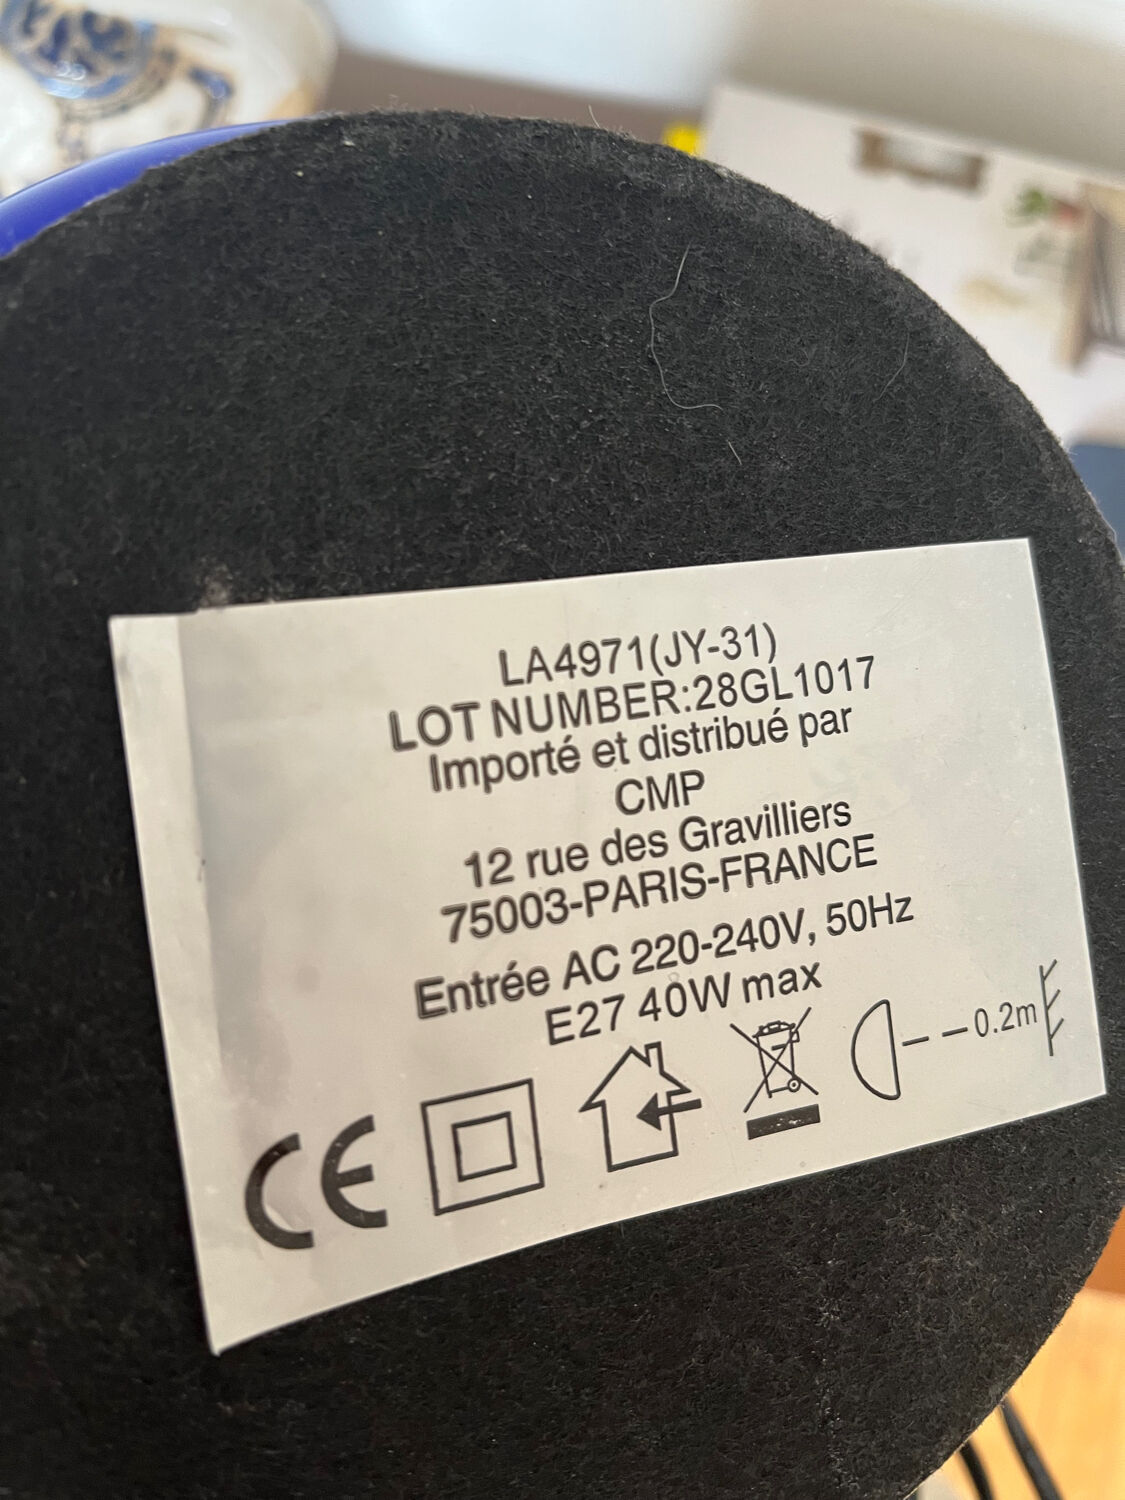 LA4971(JY-31)
LOT NUMBER:28GL1017
Importé et distribué par
CMP
12 rue des Gravilliers
75003-PARIS-FRANCE
Entrée AC 220-240V, 50Hz
E27 40W max
0.2m
CE